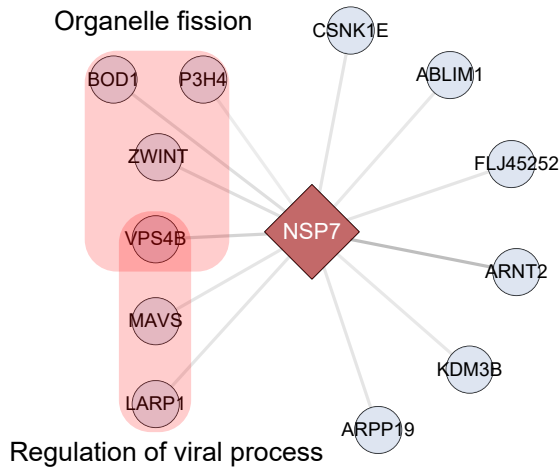 Organelle fission
CSNK1E
BOD1
P3H4
ABLIM1
ZWINT
FLJ45252
VPS4B
NSP7
ARNT2
MAVS
KDM3B
LARP1
ARPP19
Regulation of viral process